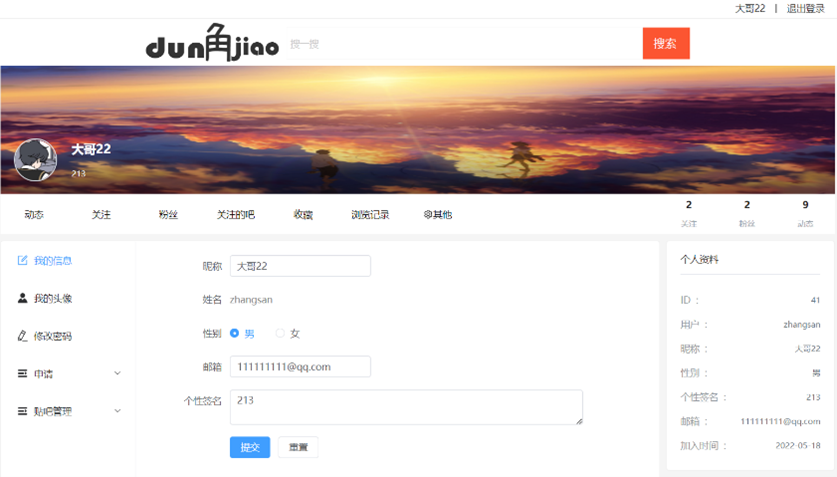 大哥22 | 退出登录
dun角jiao 搜一搜 搜索
大哥22
213
动态 关注 粉丝 关注的吧 收藏 浏览记录 @其他
2 2 9
关注 粉丝 动态
我的信息
我的头像
修改密码
申请
贴吧管理
昵称 大哥22
姓名 zhangsan
性别 男 女
邮箱 111111111@qq.com
个性签名 213
提交 重置
个人资料
ID : 41
用户 : zhangsan
昵称 : 大哥22
性别 : 男
个性签名 : 213
邮箱 : 111111111@qq.com
加入时间 : 2022-05-18